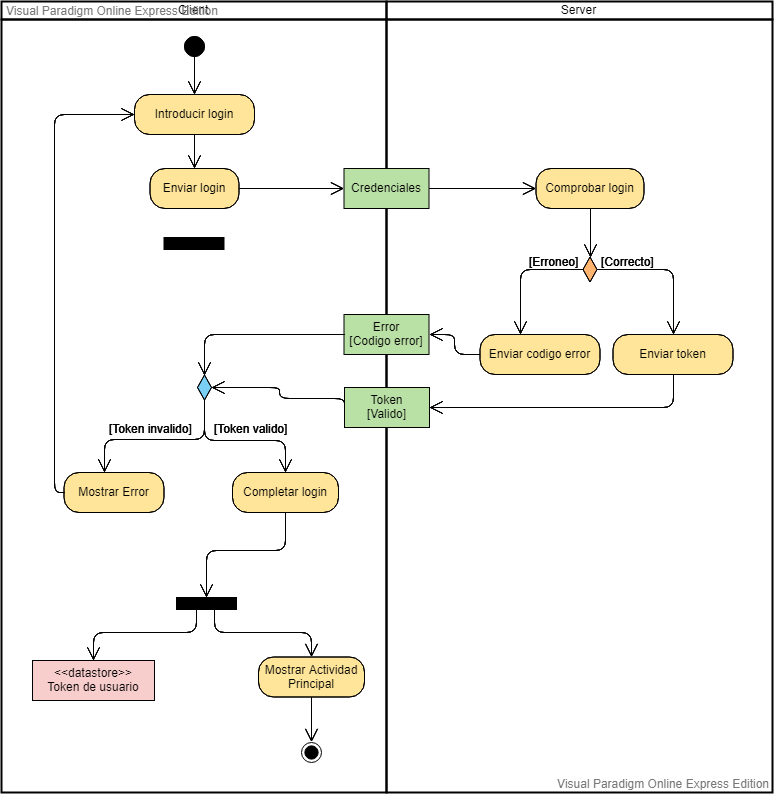 Visual Paradigm Online Express Edition
Client
Server
Introducir login
Enviar login
Credenciales
Comprobar login
[Erroneo]
[Correcto]
Error
[Codigo error]
Enviar codigo error
Enviar token
Token
[Valido]
[Token invalido]
[Token valido]
Mostrar Error
Completar login
<<datastore>>
Token de usuario
Mostrar Actividad
Principal
Visual Paradigm Online Express Edition